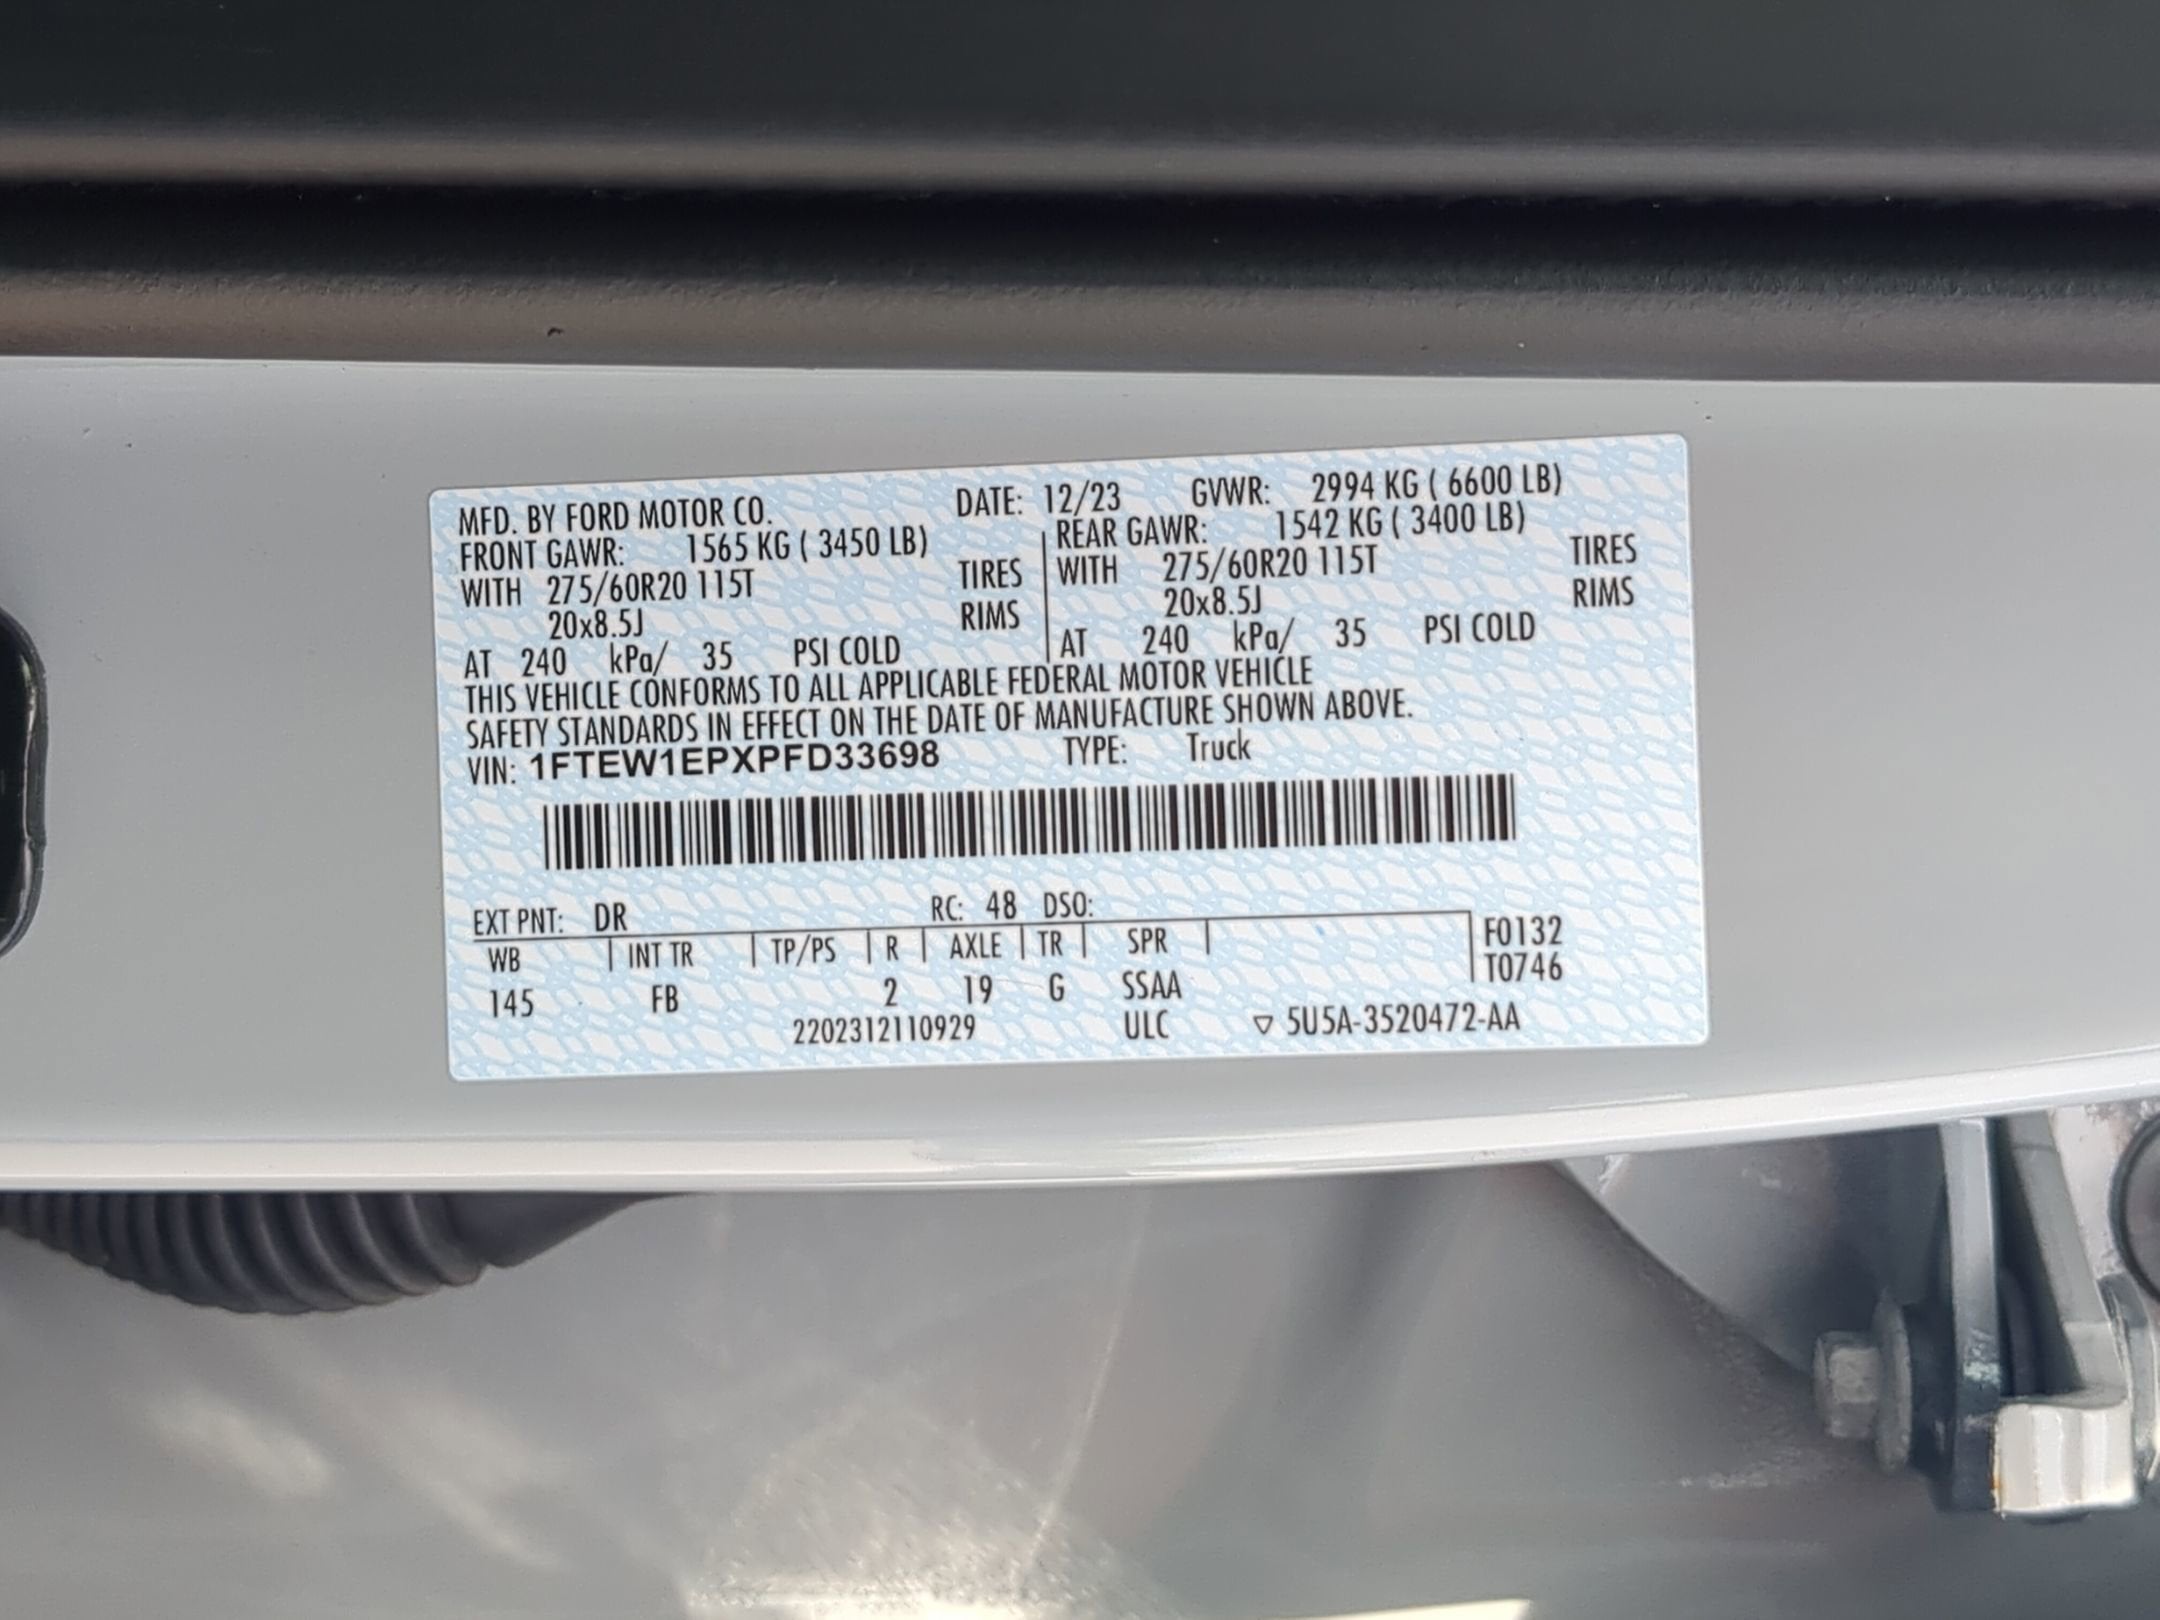 MFD. BY FORD MOTOR CO. DATE: 12/23 GVWR: 2994 KG ( 6600 LB)
FRONT GAWR: 1565 KG ( 3450 LB) REAR GAWR: 1542 KG ( 3400 LB)
WITH 275/60R20 115T TIRES WITH 275/60R20 115T TIRES
20x8.5J RIMS 20x8.5J RIMS
AT 240 kPa/ 35 PSI COLD AT 240 kPa/ 35 PSI COLD
THIS VEHICLE CONFORMS TO ALL APPLICABLE FEDERAL MOTOR VEHICLE
SAFETY STANDARDS IN EFFECT ON THE DATE OF MANUFACTURE SHOWN ABOVE.
VIN: 1FTEW1EPXPFD33698 TYPE: Truck
EXT PNT: DR RC: 48 DSO:
WB INT TR TP/PS R AXLE TR SPR F0132
T0746
145 FB 2 19 G SSAA
2202312110929 ULC ▽ 5U5A-3520472-AA